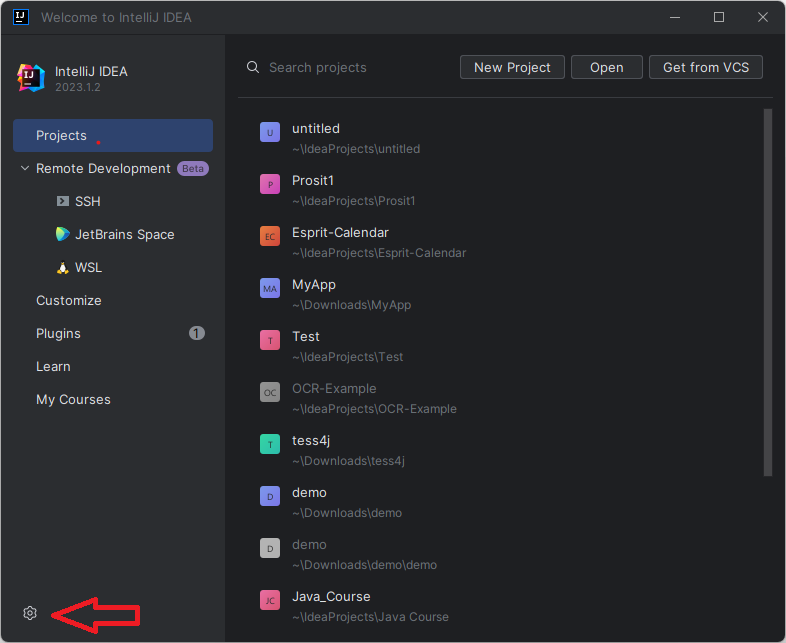 IJ
Welcome to IntelliJ IDEA
IJ
IntelliJ IDEA
2023.1.2
Projects
Remote Development Beta
SSH
JetBrains Space
WSL
Customize
Plugins 1
Learn
My Courses
Search projects
New Project
Open
Get from VCS
U
untitled
~\IdeaProjects\untitled
P
Prosit1
~\IdeaProjects\Prosit1
EC
Esprit-Calendar
~\IdeaProjects\Esprit-Calendar
MA
MyApp
~\Downloads\MyApp
T
Test
~\IdeaProjects\Test
OC
OCR-Example
~\IdeaProjects\OCR-Example
T
tess4j
~\Downloads\tess4j
D
demo
~\Downloads\demo
D
demo
~\Downloads\demo\demo
JC
Java_Course
~\IdeaProjects\Java Course